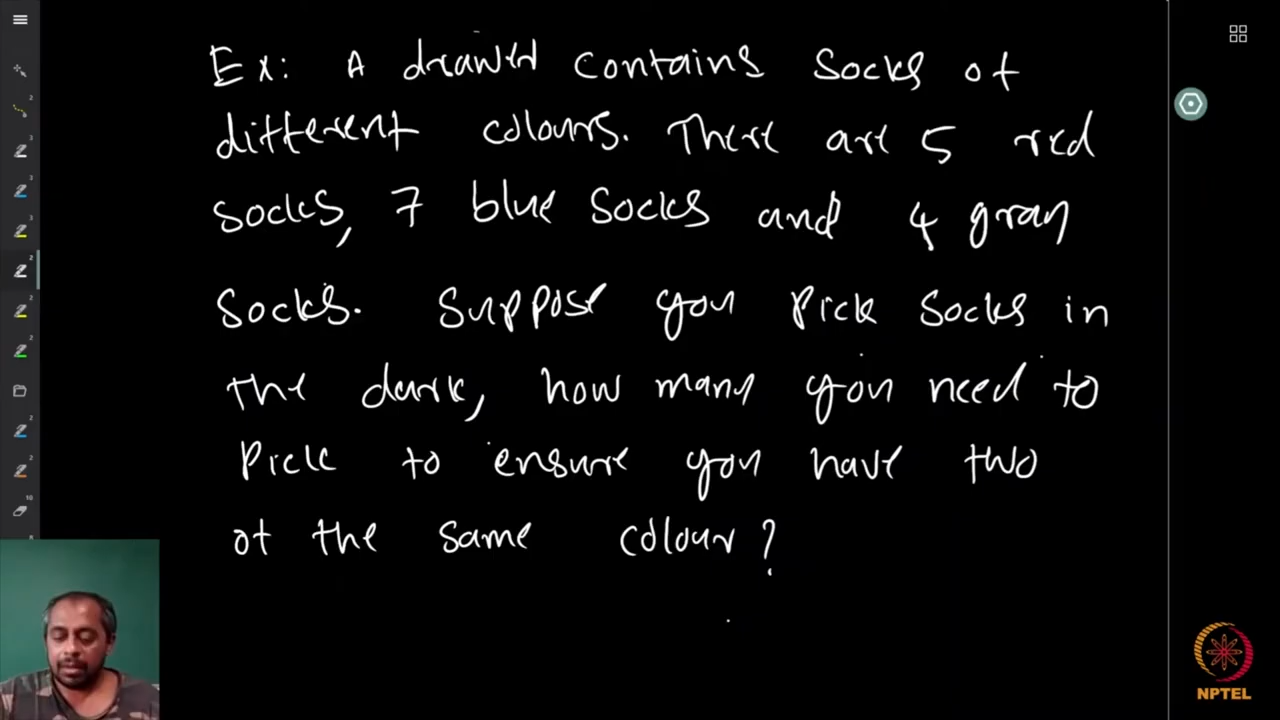 Ex: A drawer contains socks of
different colours. There are 5 red
socks, 7 blue socks and 4 gray
socks. Suppose you pick socks in
the dark, how many you need to
pick to ensure you have two
of the same colour?
NPTEL